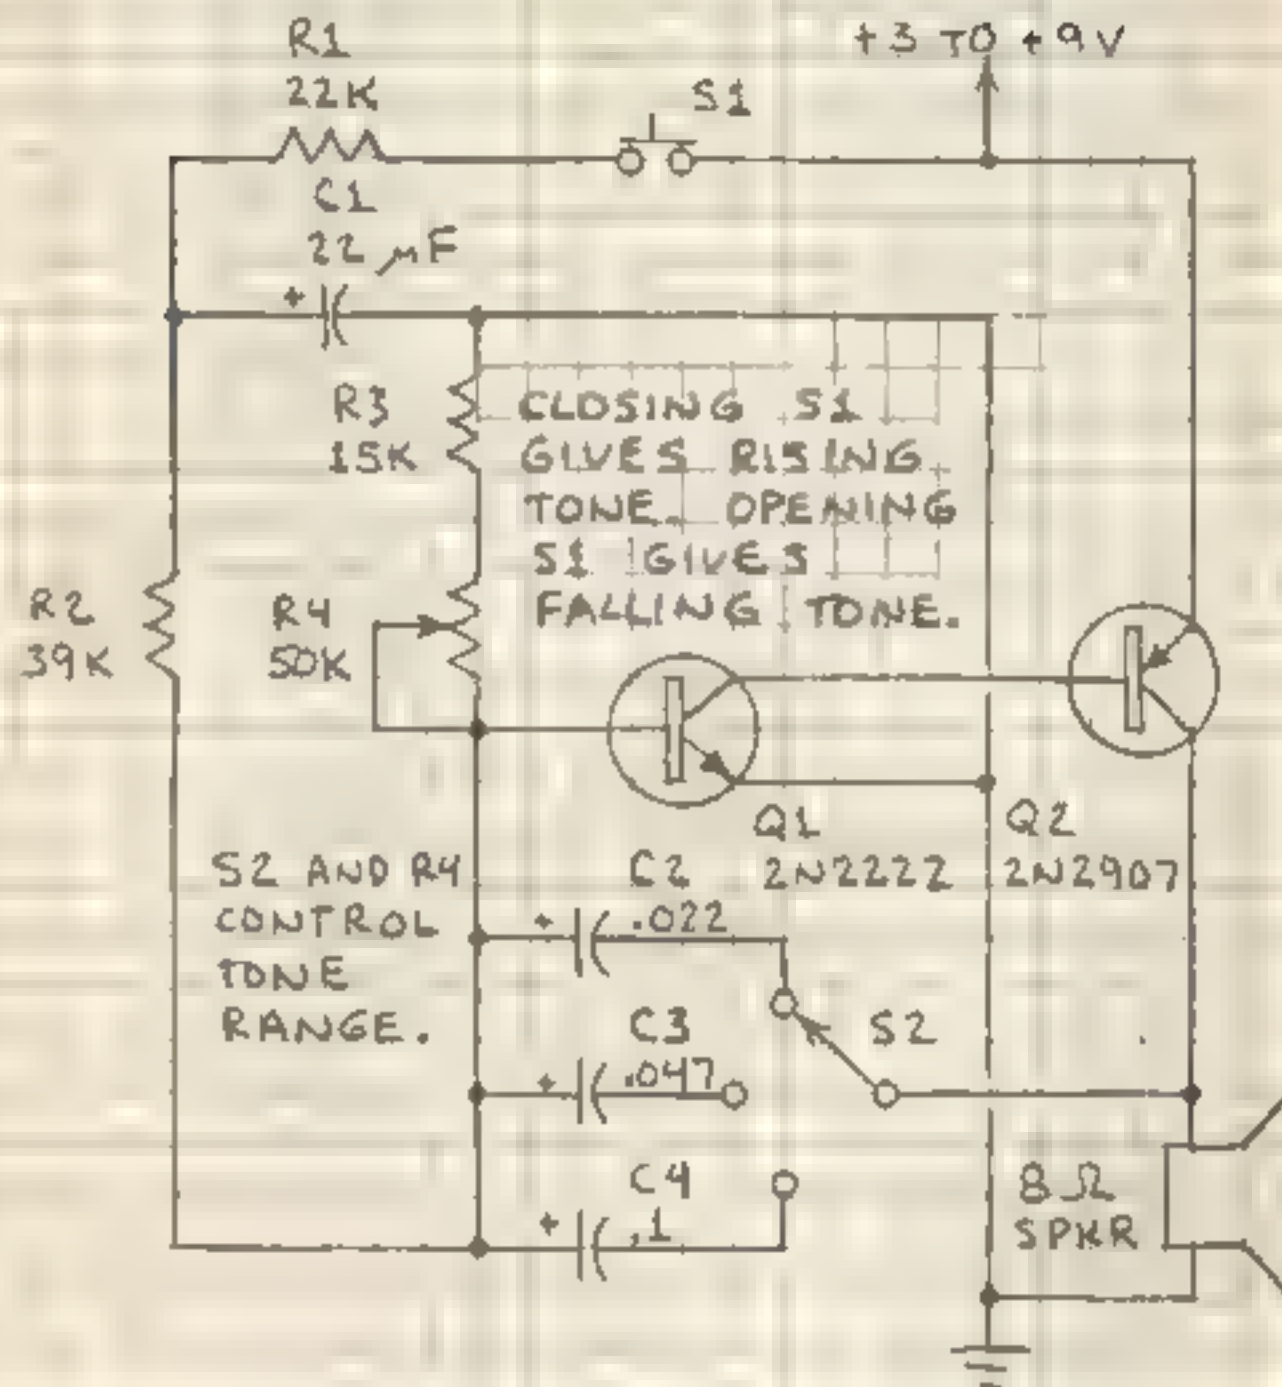 R1
22K
S1
+3 TO +9V
C1
22 µF
R3
15K
CLOSING S1
GIVES RISING
TONE. OPENING
S1 GIVES
FALLING TONE.
R2
39K
R4
50K
Q1
2N2222
Q2
2N2907
S2 AND R4
CONTROL
TONE
RANGE.
C2
.022
C3
.047
S2
C4
.1
8Ω
SPKR